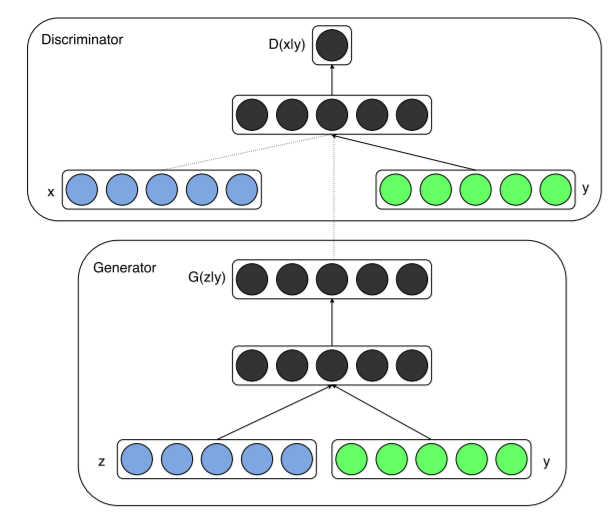 Discriminator
D(x|y)
x
y
Generator
G(z|y)
z
y